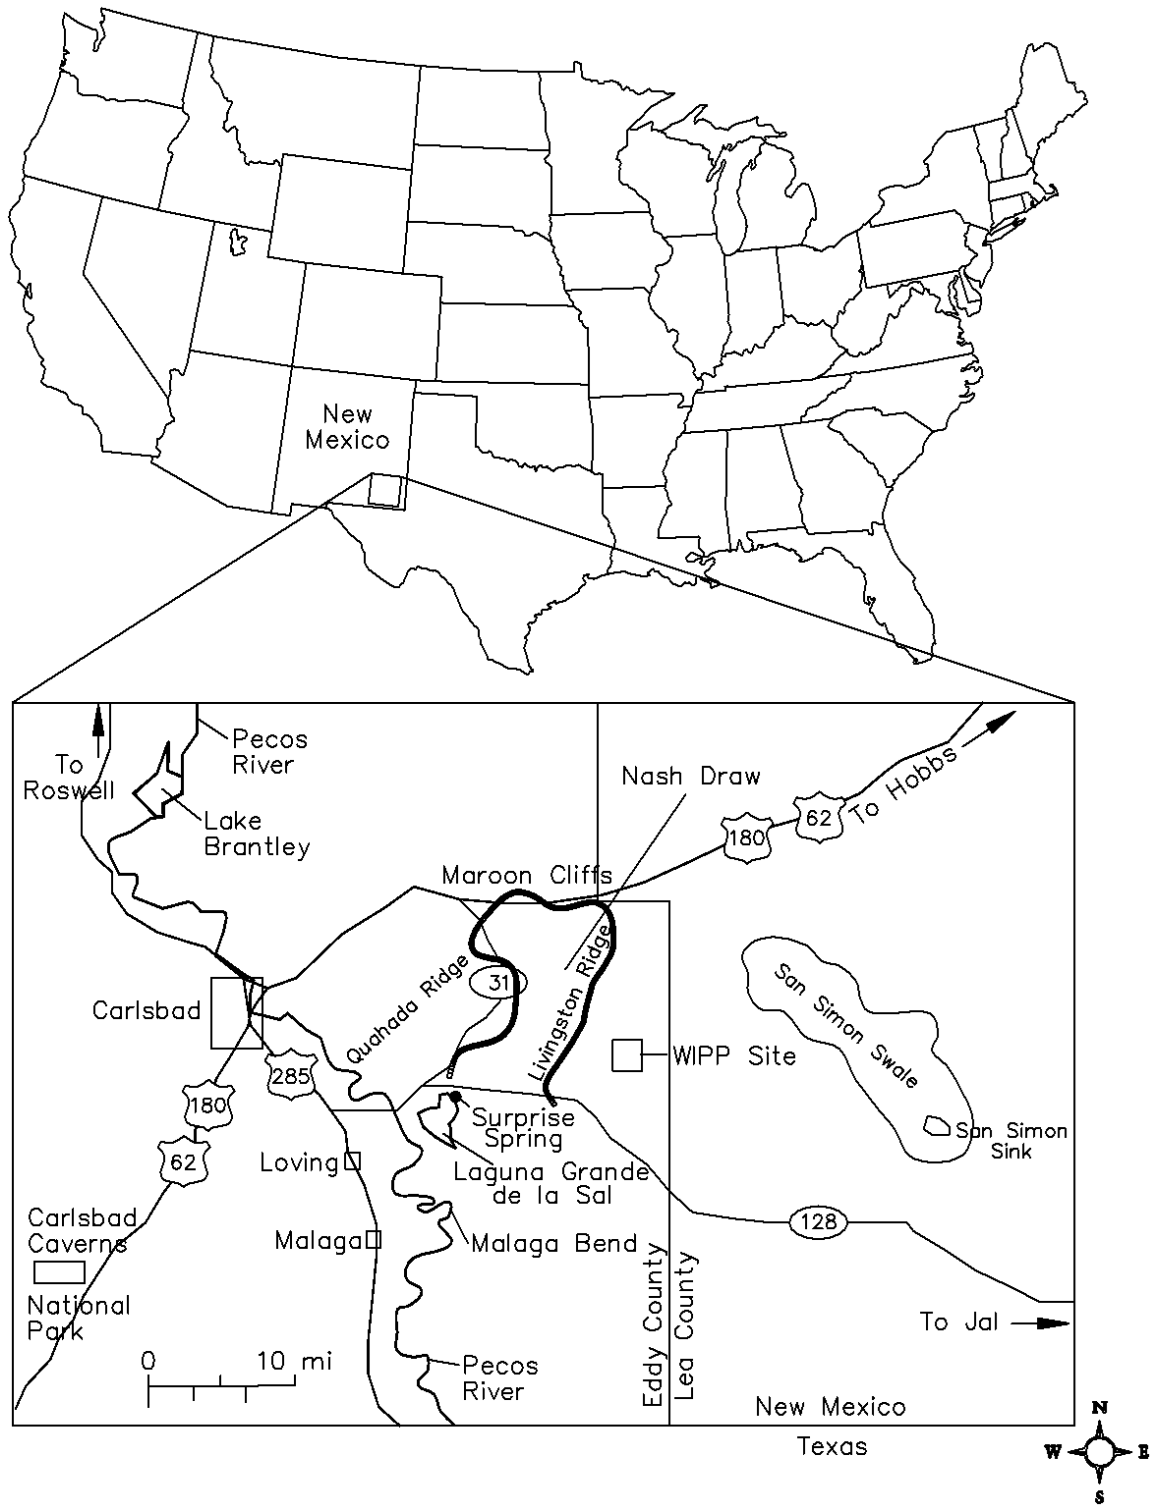 New
Mexico
Pecos
River
To
Roswell
Nash Draw
To Hobbs
62
180
Lake
Brantley
Maroon Cliffs
Quahada Ridge
31
Livingston Ridge
San Simon Swale
Carlsbad
WIPP Site
285
180
62
Surprise
Spring
San Simon
Sink
Loving
Laguna Grande
de la Sal
Carlsbad
Caverns
National
Park
Malaga
Malaga Bend
128
Eddy County
Lea County
To Jal
0 10 mi
Pecos
River
New Mexico
Texas
N
W E
S